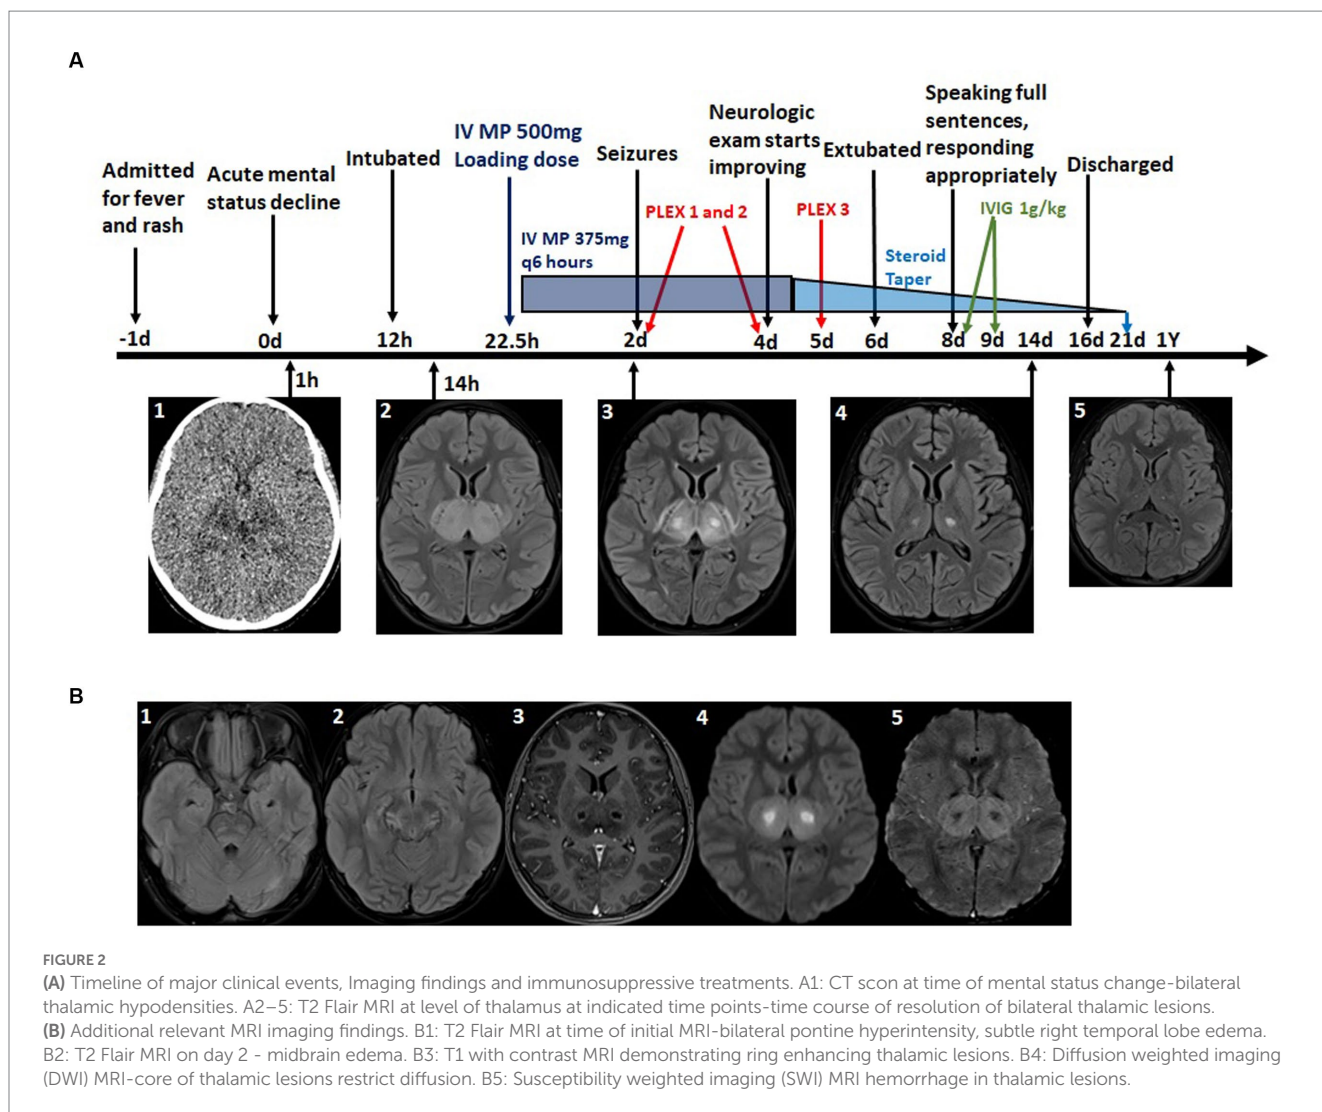 A
Admitted
for fever
and rash
Acute mental
status decline
Intubated
IV MP 500mg
Loading dose
Seizures
Neurologic
exam starts
improving
Extubated
Speaking full
sentences,
responding
appropriately
Discharged
PLEX 1 and 2
PLEX 3
IVIG 1g/kg
IV MP 375mg
q6 hours
Steroid
Taper
-1d 0d 12h 22.5h 2d 4d 5d 6d 8d 9d 14d 16d 21d 1Y
1h
14h
1 2 3 4 5
B
1 2 3 4 5
FIGURE 2
(A) Timeline of major clinical events, Imaging findings and immunosuppressive treatments. A1: CT scon at time of mental status change-bilateral
thalamic hypodensities. A2–5: T2 Flair MRI at level of thalamus at indicated time points-time course of resolution of bilateral thalamic lesions.
(B) Additional relevant MRI imaging findings. B1: T2 Flair MRI at time of initial MRI-bilateral pontine hyperintensity, subtle right temporal lobe edema.
B2: T2 Flair MRI on day 2 - midbrain edema. B3: T1 with contrast MRI demonstrating ring enhancing thalamic lesions. B4: Diffusion weighted imaging
(DWI) MRI-core of thalamic lesions restrict diffusion. B5: Susceptibility weighted imaging (SWI) MRI hemorrhage in thalamic lesions.